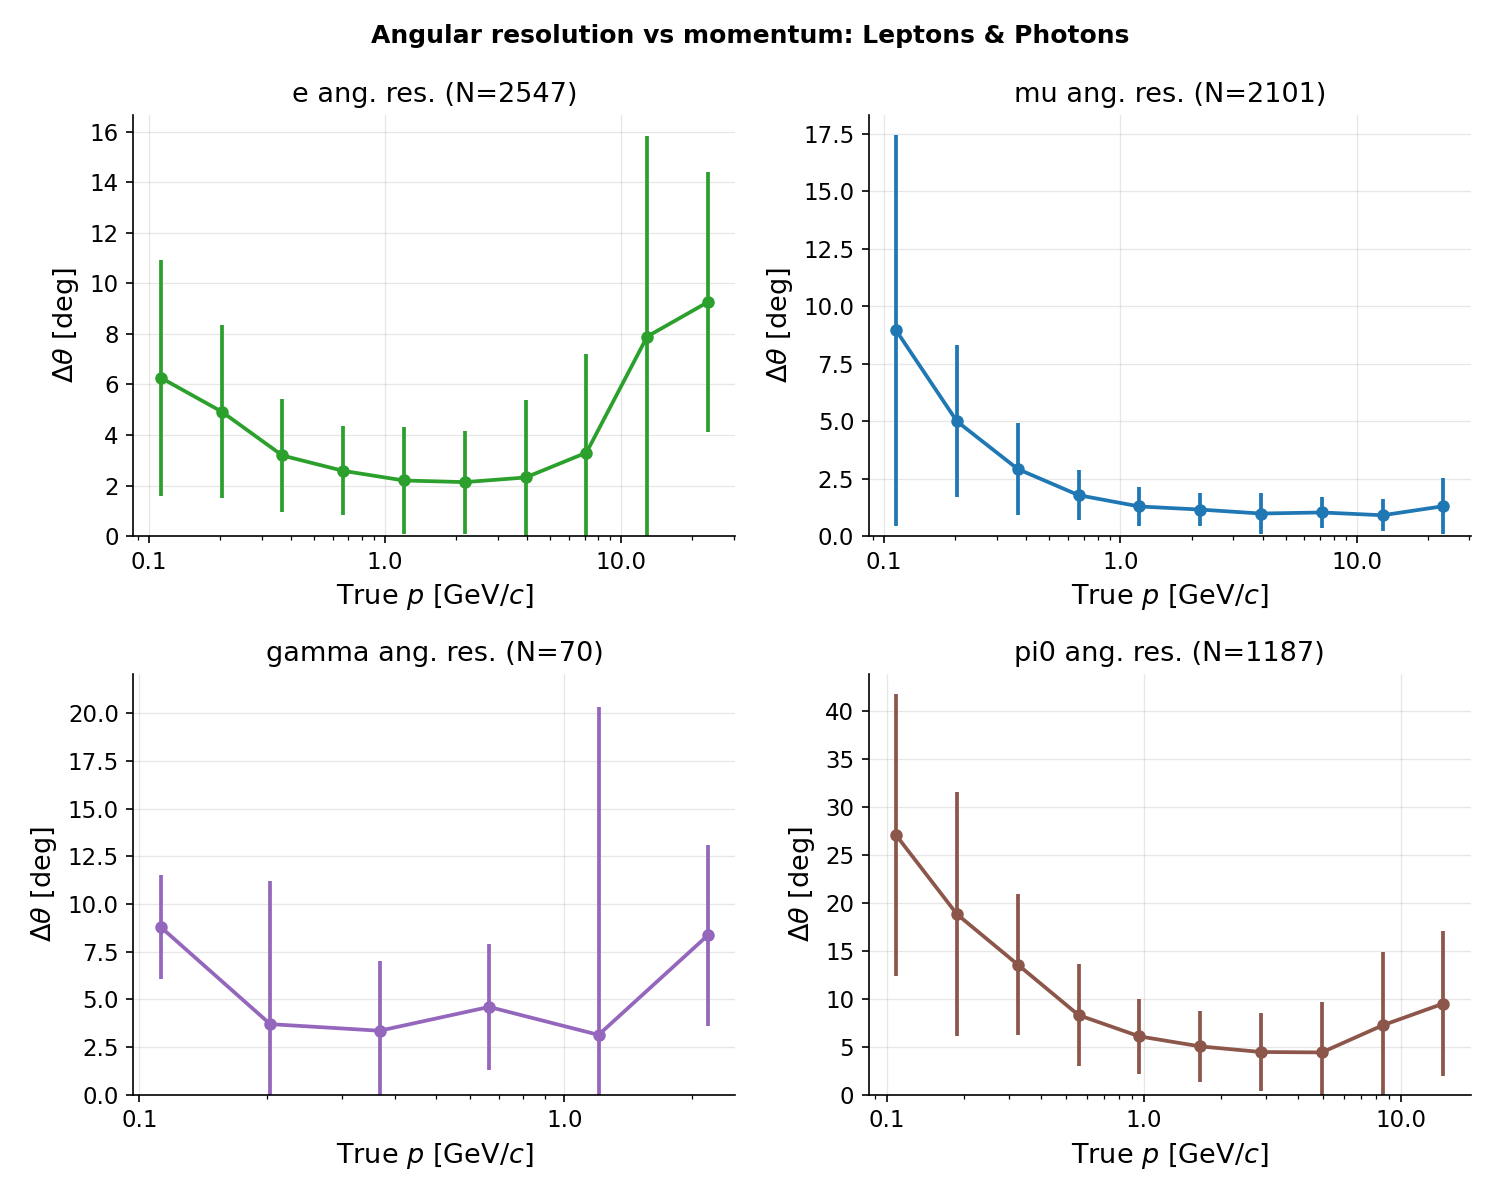 Angular resolution vs momentum: Leptons & Photons
e ang. res. (N=2547)
Δθ [deg]
16
14
12
10
8
6
4
2
0
0.1 1.0 10.0
True p [GeV/c]
mu ang. res. (N=2101)
Δθ [deg]
17.5
15.0
12.5
10.0
7.5
5.0
2.5
0.0
0.1 1.0 10.0
True p [GeV/c]
gamma ang. res. (N=70)
Δθ [deg]
20.0
17.5
15.0
12.5
10.0
7.5
5.0
2.5
0.0
0.1 1.0
True p [GeV/c]
pi0 ang. res. (N=1187)
Δθ [deg]
40
35
30
25
20
15
10
5
0
0.1 1.0 10.0
True p [GeV/c]